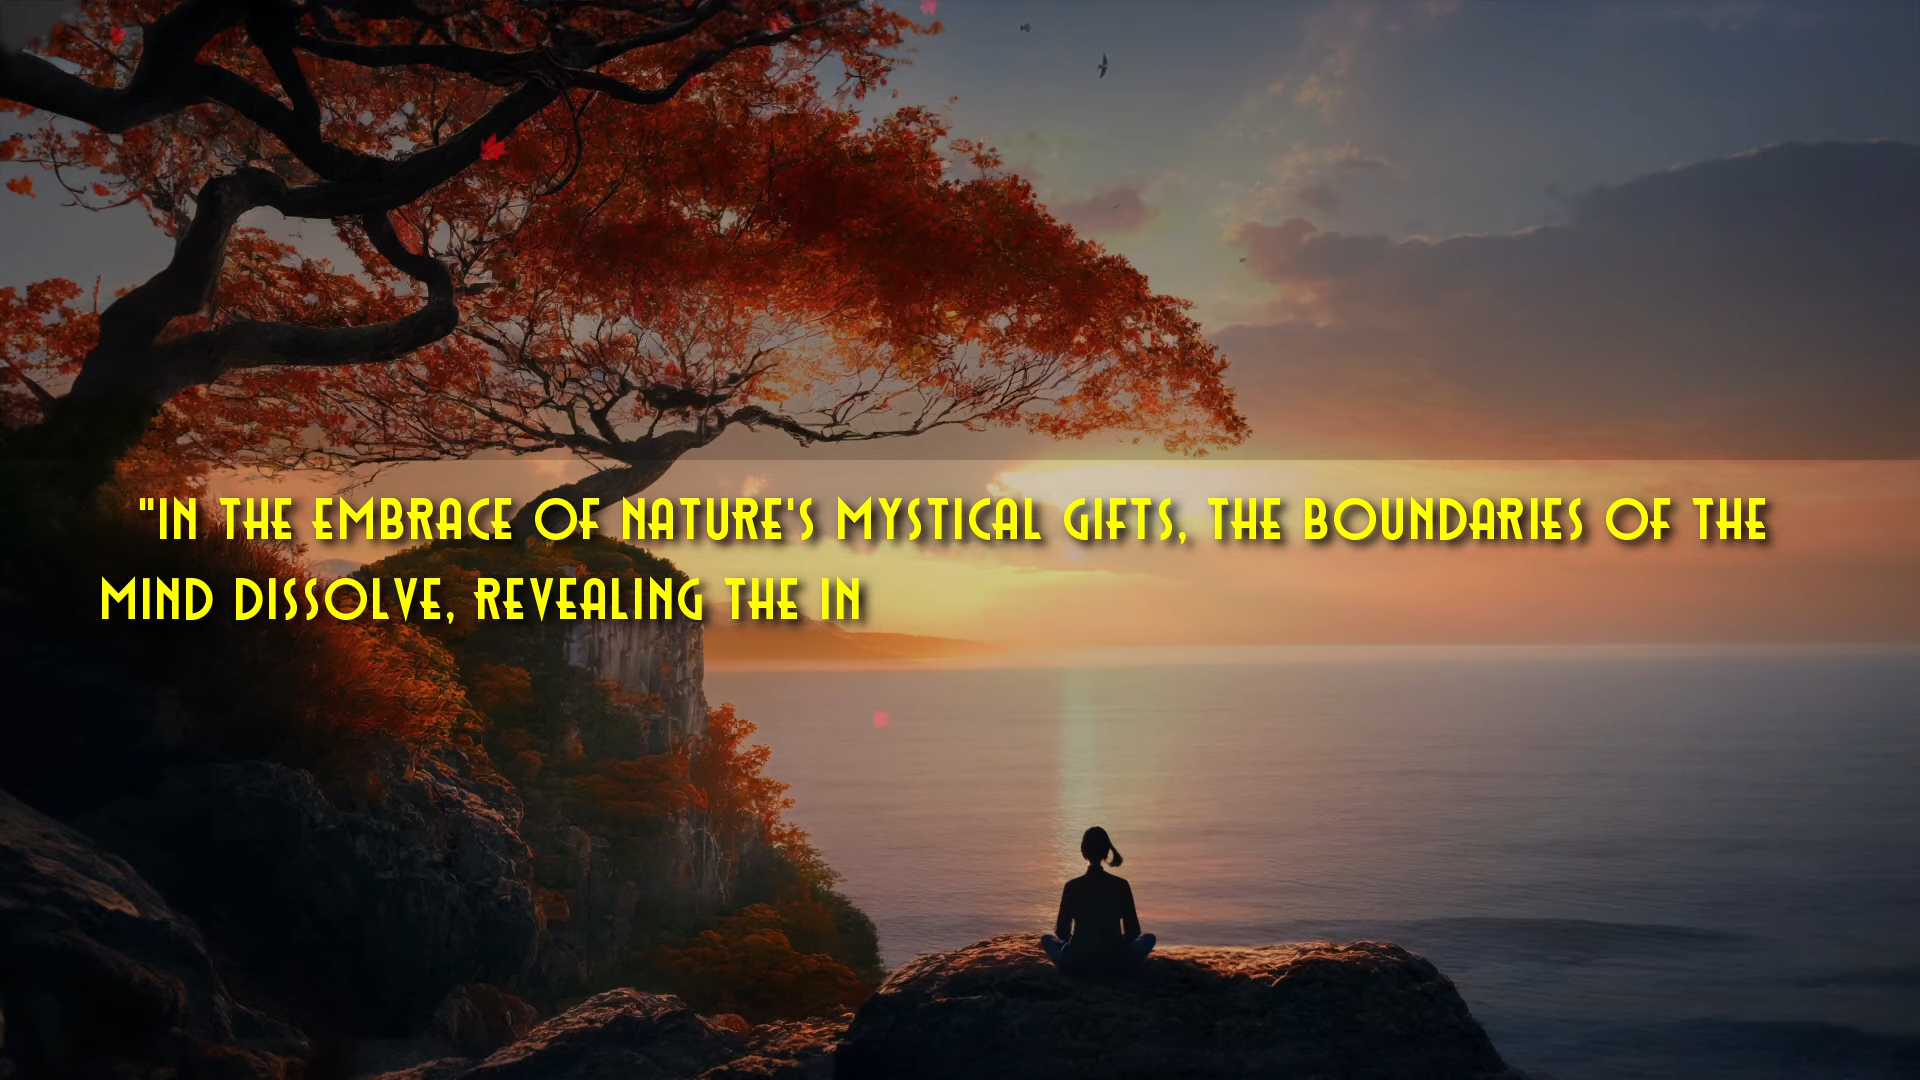 "IN THE EMBRACE OF NATURE'S MYSTICAL GIFTS, THE BOUNDARIES OF THE
MIND DISSOLVE, REVEALING THE IN